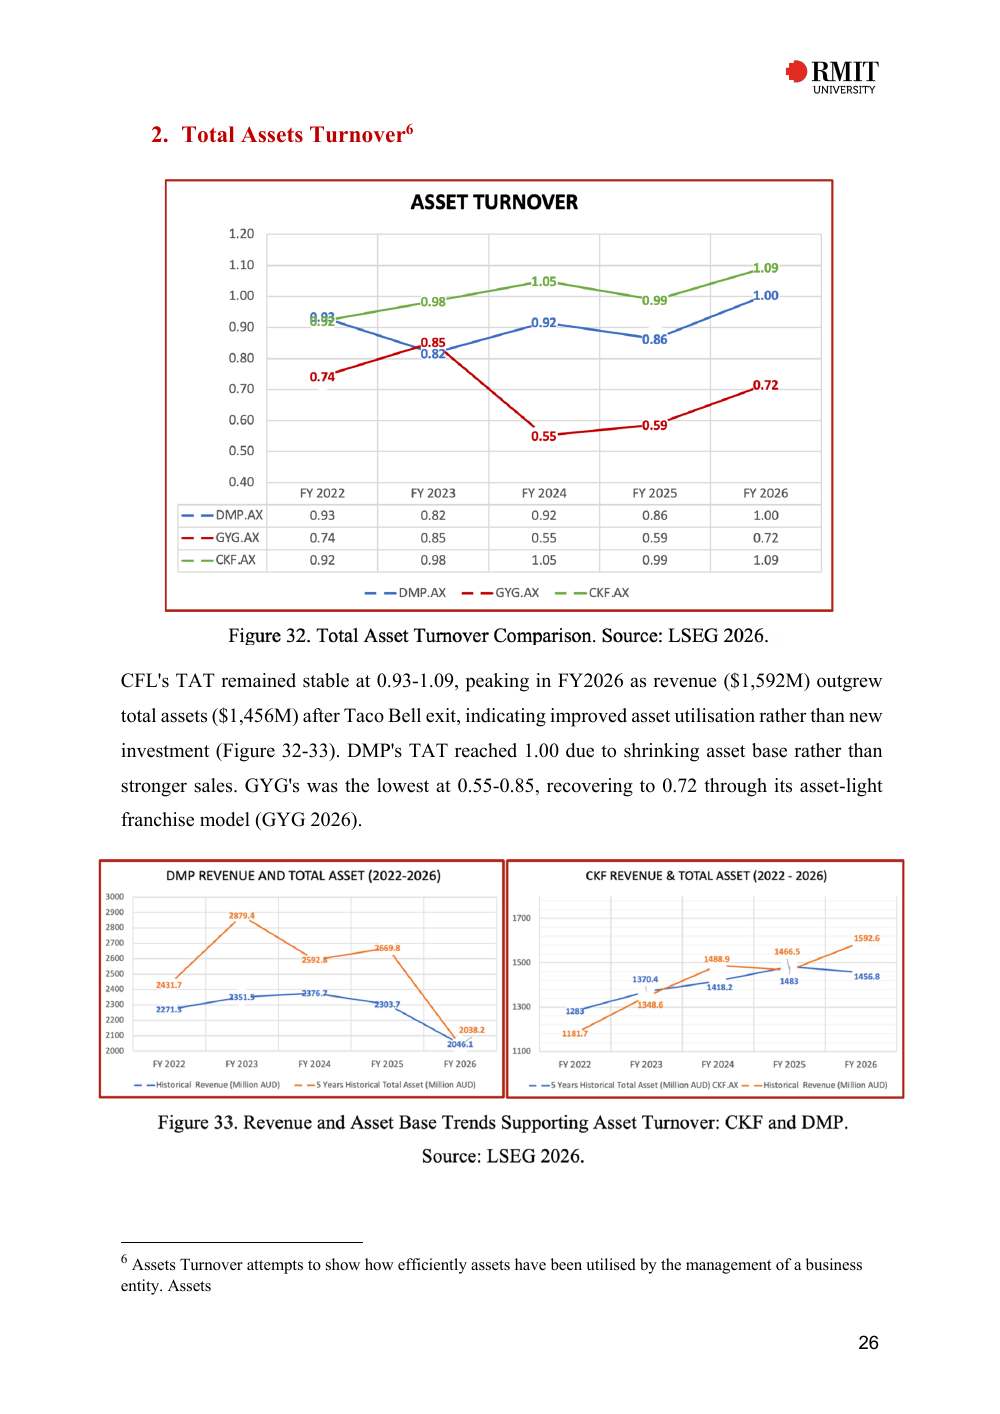 RMIT
UNIVERSITY
2. Total Assets Turnover6
ASSET TURNOVER
1.20
1.10
1.00
0.90
0.80
0.70
0.60
0.50
0.40
0.93
0.92
0.74
0.98
0.85
0.82
1.05
0.92
0.55
0.99
0.86
0.59
1.09
1.00
0.72
FY 2022 FY 2023 FY 2024 FY 2025 FY 2026
DMP.AX 0.93 0.82 0.92 0.86 1.00
GYG.AX 0.74 0.85 0.55 0.59 0.72
CKF.AX 0.92 0.98 1.05 0.99 1.09
DMP.AX GYG.AX CKF.AX
Figure 32. Total Asset Turnover Comparison. Source: LSEG 2026.
CFL's TAT remained stable at 0.93-1.09, peaking in FY2026 as revenue ($1,592M) outgrew
total assets ($1,456M) after Taco Bell exit, indicating improved asset utilisation rather than new
investment (Figure 32-33). DMP's TAT reached 1.00 due to shrinking asset base rather than
stronger sales. GYG's was the lowest at 0.55-0.85, recovering to 0.72 through its asset-light
franchise model (GYG 2026).
DMP REVENUE AND TOTAL ASSET (2022-2026)
3000
2900
2800
2700
2600
2500
2400
2300
2200
2100
2000
2431.7
2271.5
2879.4
2351.5
2592.8
2376.7
2669.8
2303.7
2038.2
2046.1
FY 2022 FY 2023 FY 2024 FY 2025 FY 2026
Historical Revenue (Million AUD) 5 Years Historical Total Asset (Million AUD)
CKF REVENUE & TOTAL ASSET (2022 - 2026)
1700
1500
1300
1100
1283
1181.7
1370.4
1348.6
1488.9
1418.2
1466.5
1483
1592.6
1456.8
FY 2022 FY 2023 FY 2024 FY 2025 FY 2026
5 Years Historical Total Asset (Million AUD) CKF.AX Historical Revenue (Million AUD)
Figure 33. Revenue and Asset Base Trends Supporting Asset Turnover: CKF and DMP.
Source: LSEG 2026.
6 Assets Turnover attempts to show how efficiently assets have been utilised by the management of a business
entity. Assets
26